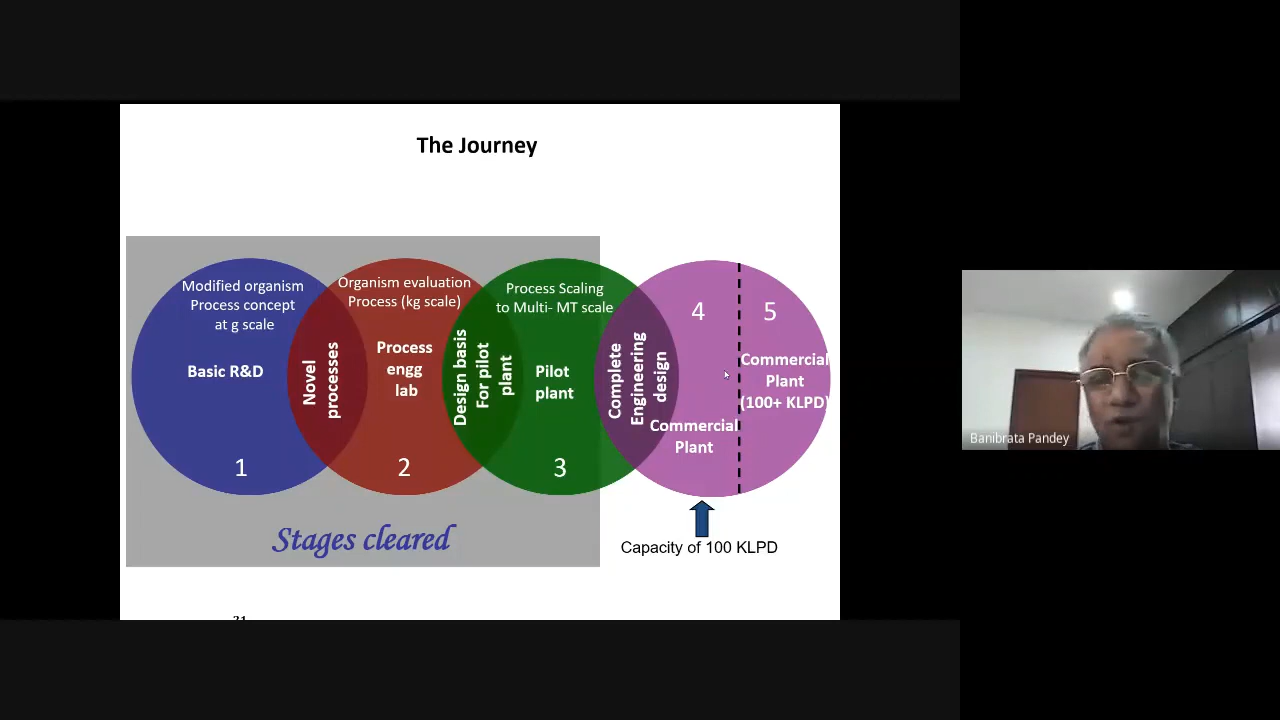 The Journey
Modified organism
Process concept
at g scale
Basic R&D
1
Novel
processes
Organism evaluation
Process (kg scale)
Process
engg
lab
2
Design basis
For pilot
plant
Process Scaling
to Multi- MT scale
Pilot
plant
3
Complete
Engineering
design
4
Commercial
Plant
5
Commercial
Plant
(100+ KLPD)
Stages cleared
Capacity of 100 KLPD
Banibrata Pandey